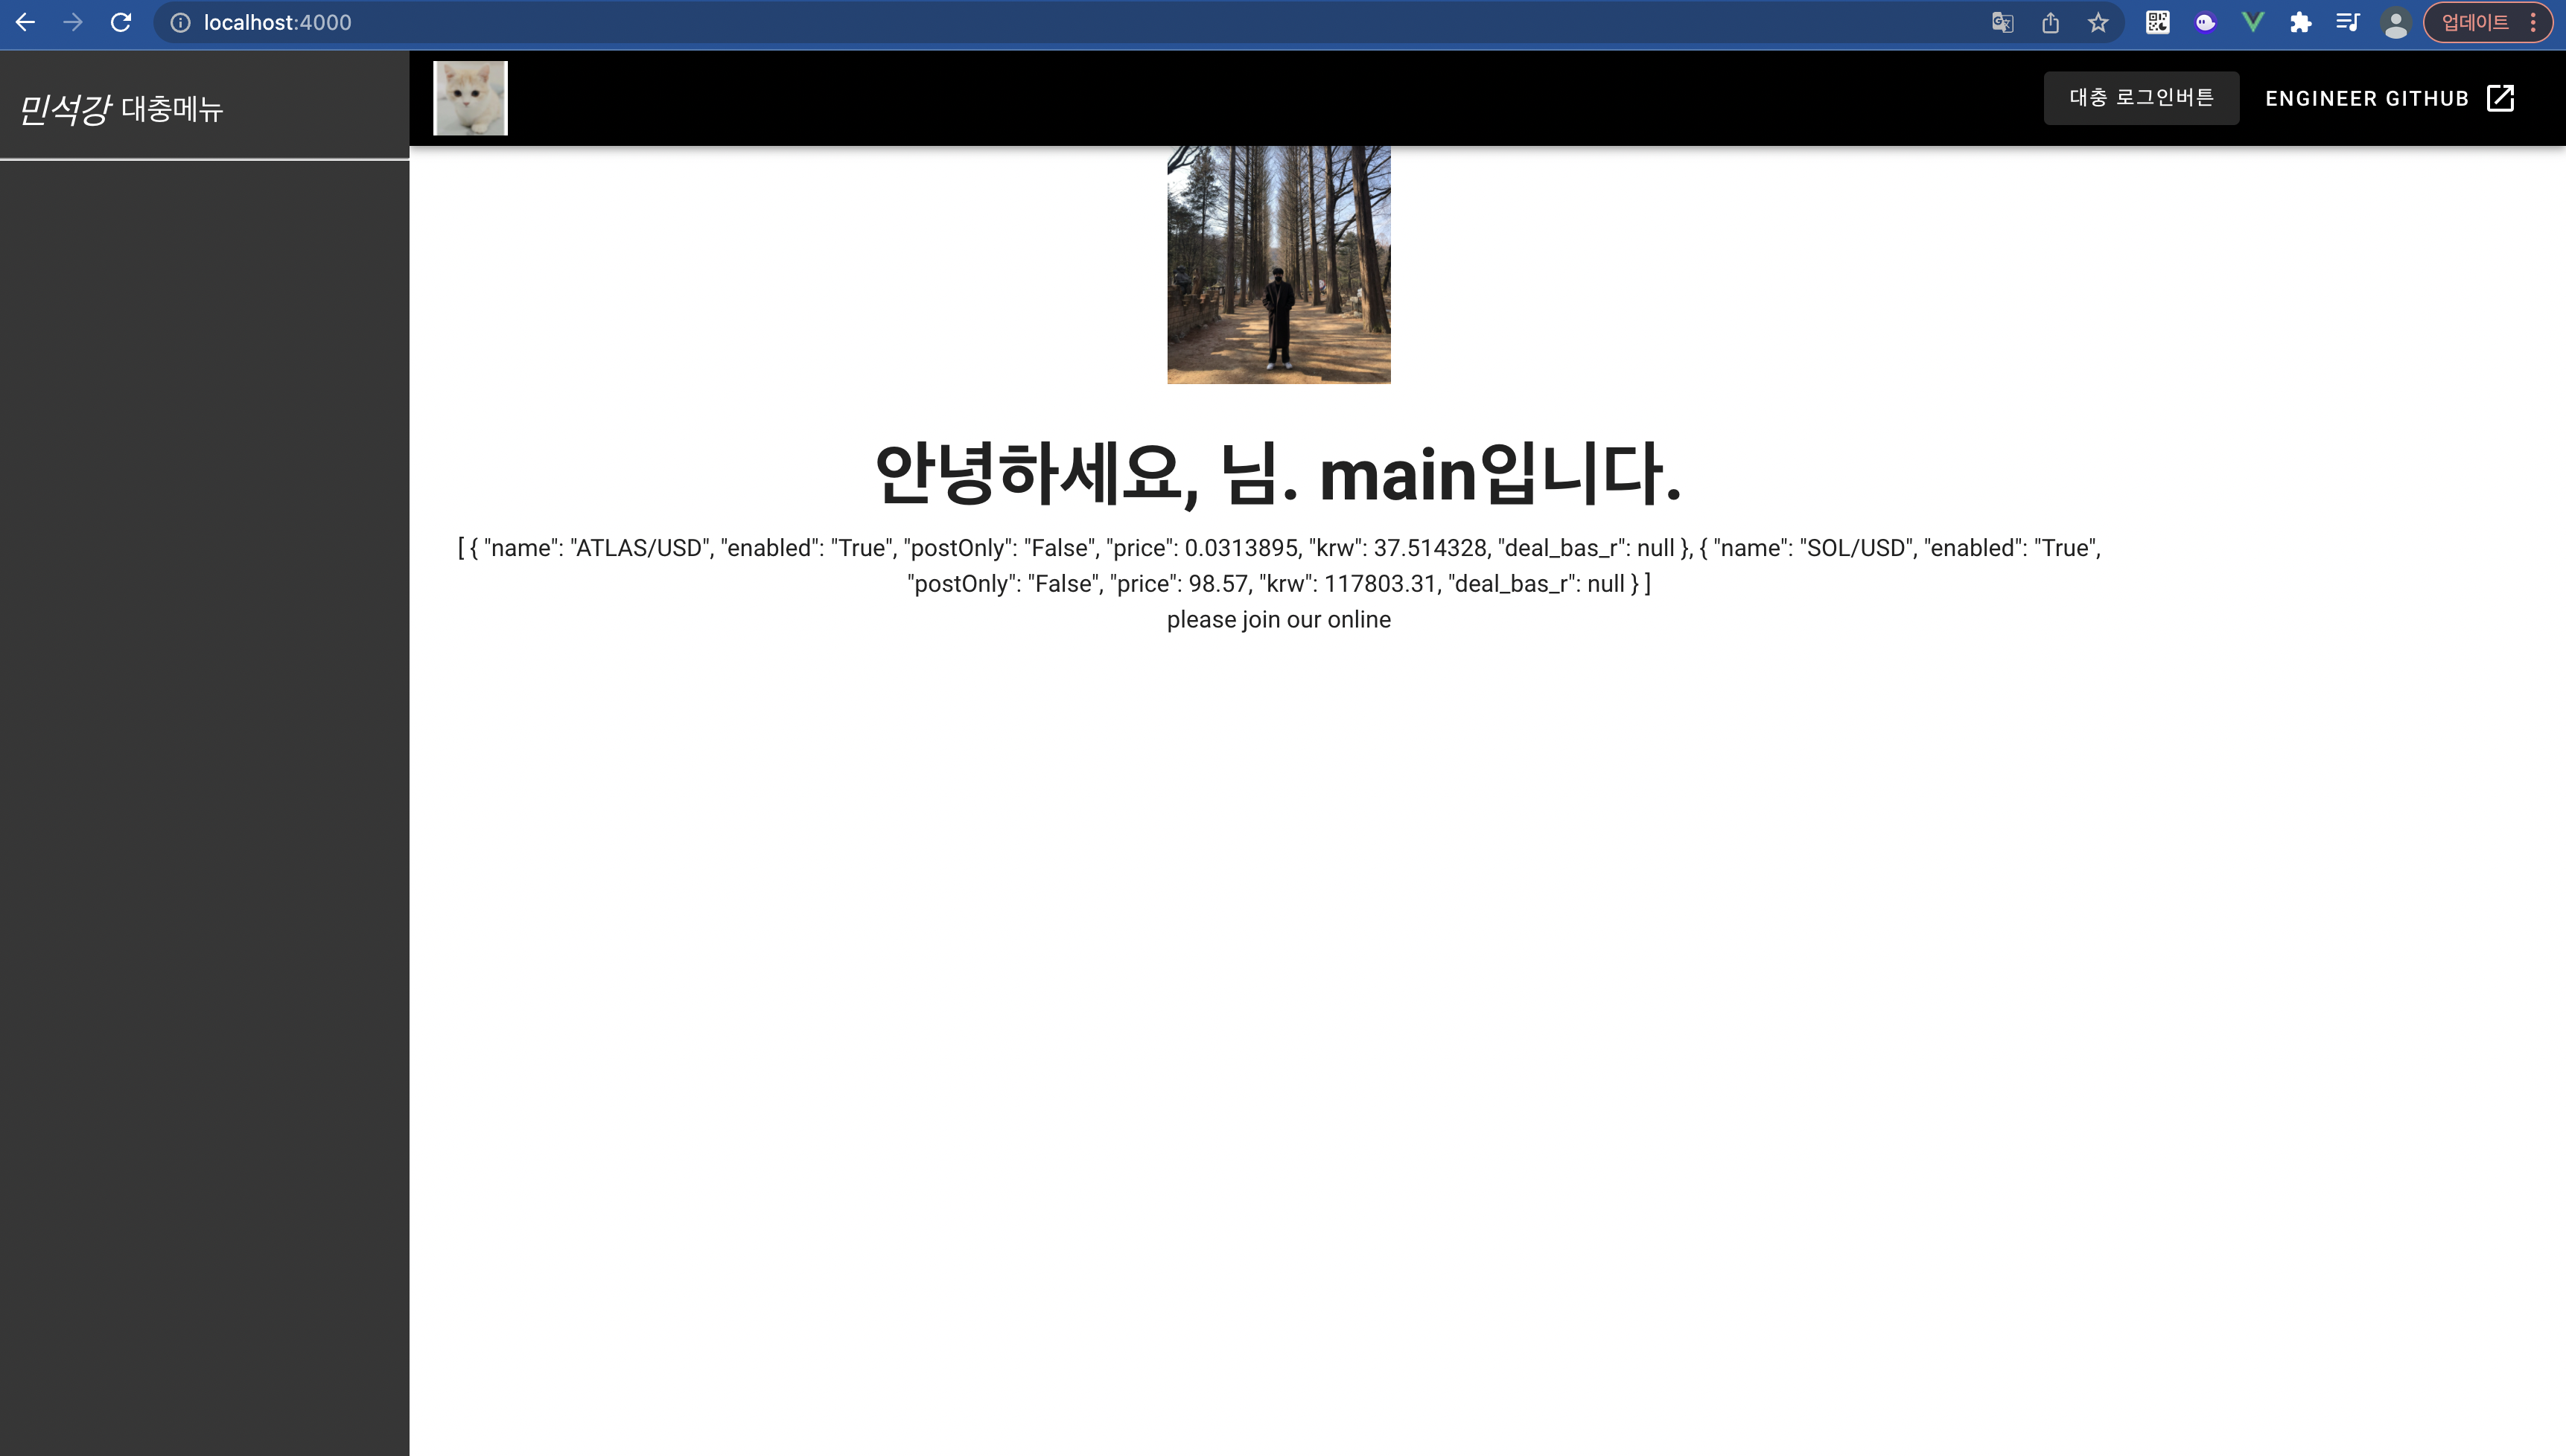 localhost:4000
업데이트
민석강 대충메뉴
대충 로그인버튼
ENGINEER GITHUB
안녕하세요, 님. main입니다.
[ { "name": "ATLAS/USD", "enabled": "True", "postOnly": "False", "price": 0.0313895, "krw": 37.514328, "deal_bas_r": null }, { "name": "SOL/USD", "enabled": "True",
"postOnly": "False", "price": 98.57, "krw": 117803.31, "deal_bas_r": null } ]
please join our online